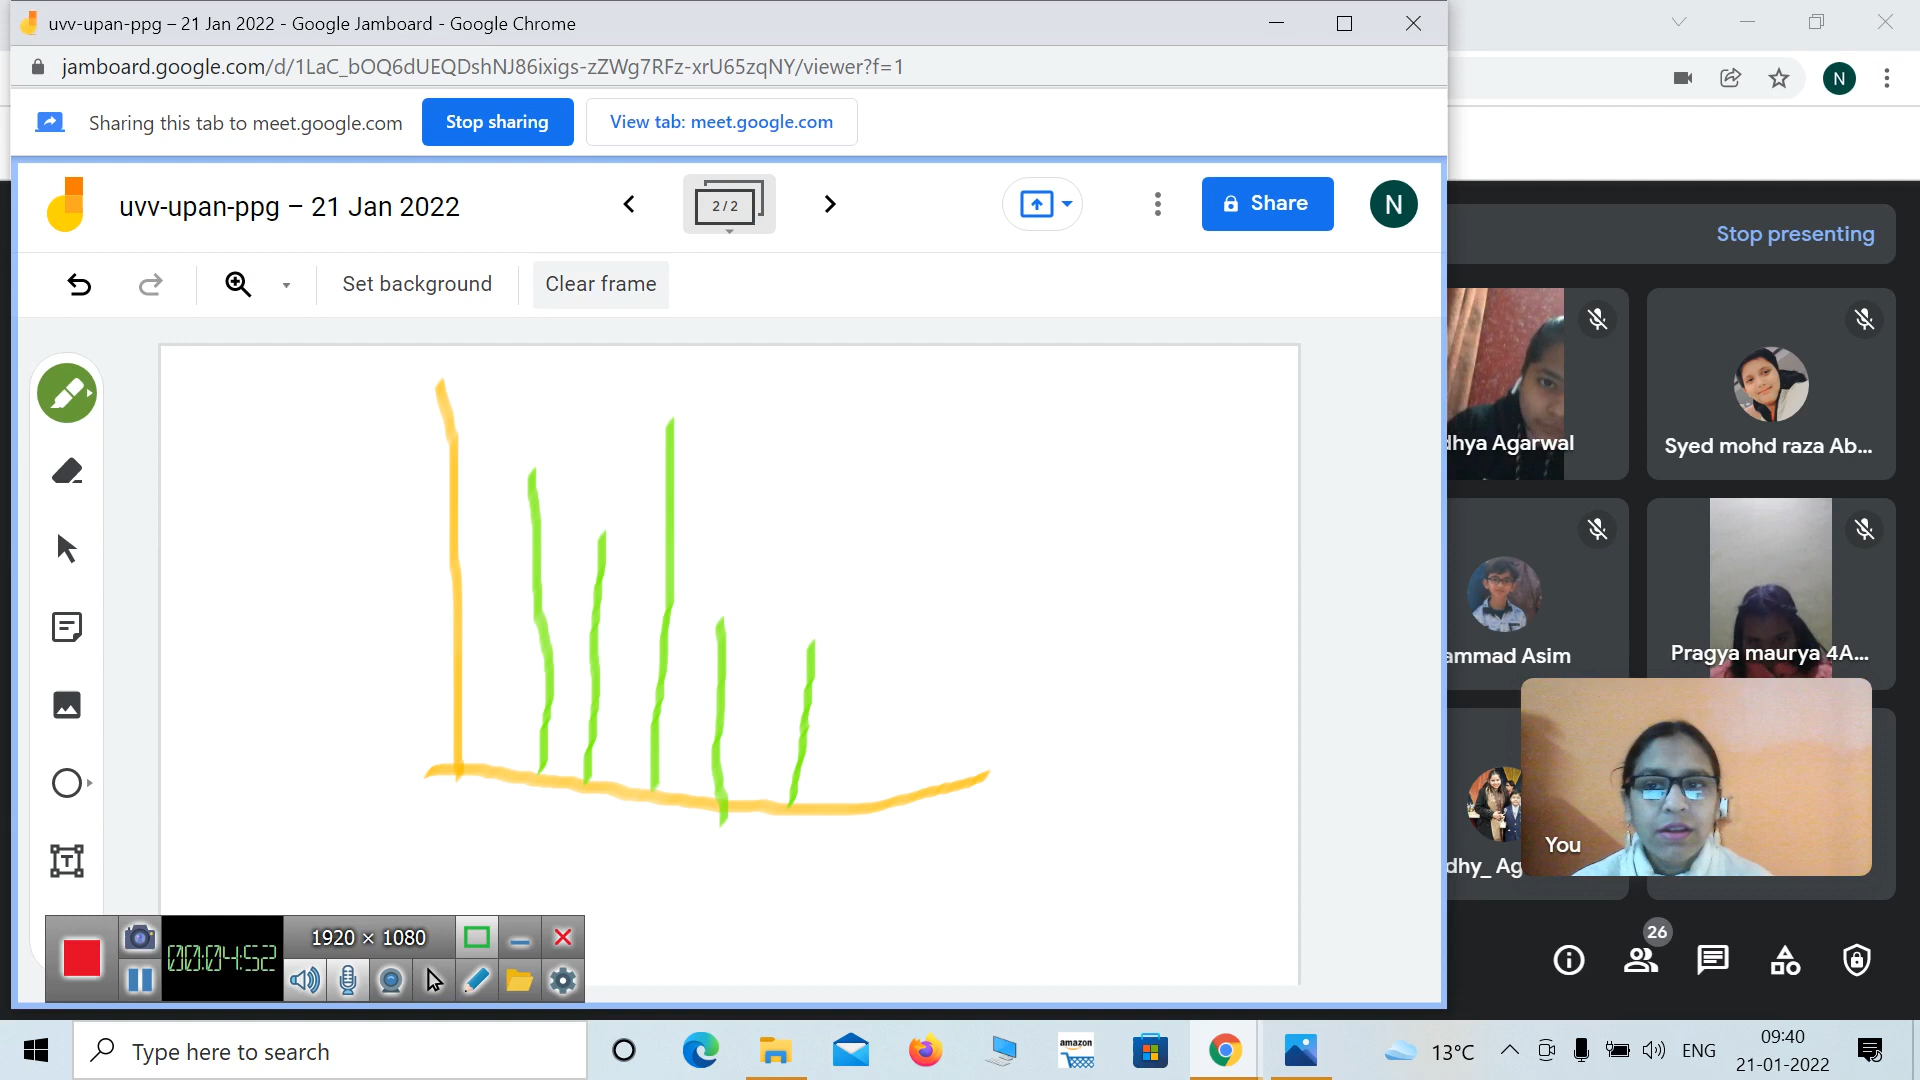 uvv-upan-ppg – 21 Jan 2022 - Google Jamboard - Google Chrome
jamboard.google.com/d/1LaC_bOQ6dUEQDshNJ86ixigs-zZWg7RFz-xrU65zqNY/viewer?f=1
N
Sharing this tab to meet.google.com
Stop sharing
View tab: meet.google.com
uvv-upan-ppg – 21 Jan 2022
2 / 2
Share
N
Stop presenting
Set background
Clear frame
dhya Agarwal
Syed mohd raza Ab...
ammad Asim
Pragya maurya 4A...
You
dhy_ Ag
26
1920 × 1080
00:04:52
Type here to search
amazon
13°C
ENG
09:40
21-01-2022